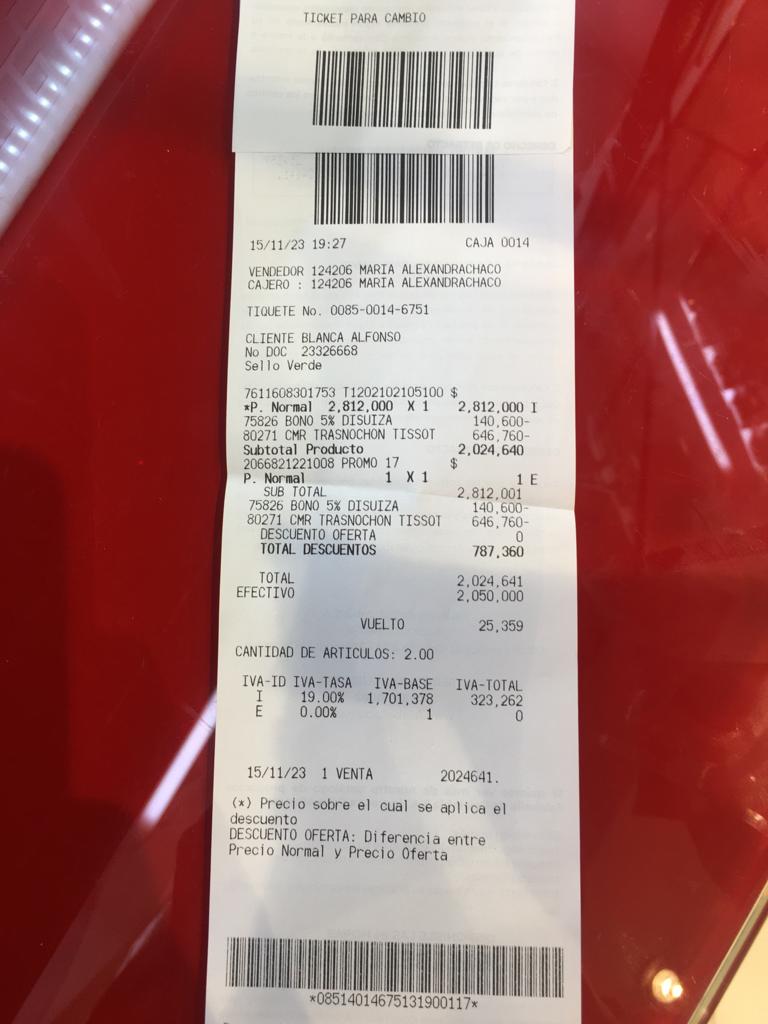 TICKET PARA CAMBIO
15/11/23 19:27 CAJA 0014
VENDEDOR 124206 MARIA ALEXANDRACHACO
CAJERO : 124206 MARIA ALEXANDRACHACO
TIQUETE No. 0085-0014-6751
CLIENTE BLANCA ALFONSO
No DOC 23326668
Sello Verde
7611608301753 T1202102105100 $
*P. Normal 2,812,000 X 1 2,812,000 I
75826 BONO 5% DISUIZA 140,600-
80271 CMR TRASNOCHON TISSOT 646,760-
Subtotal Producto 2,024,640
2066821221008 PROMO 17 $
P. Normal 1 X 1 1 E
SUB TOTAL 2,812,001
75826 BONO 5% DISUIZA 140,600-
80271 CMR TRASNOCHON TISSOT 646,760-
DESCUENTO OFERTA 0
TOTAL DESCUENTOS 787,360
TOTAL 2,024,641
EFECTIVO 2,050,000
VUELTO 25,359
CANTIDAD DE ARTICULOS: 2.00
IVA-ID IVA-TASA IVA-BASE IVA-TOTAL
I 19.00% 1,701,378 323,262
E 0.00% 1 0
15/11/23 1 VENTA 2024641.
(*) Precio sobre el cual se aplica el
descuento
DESCUENTO OFERTA: Diferencia entre
Precio Normal y Precio Oferta
*08514014675131900117*